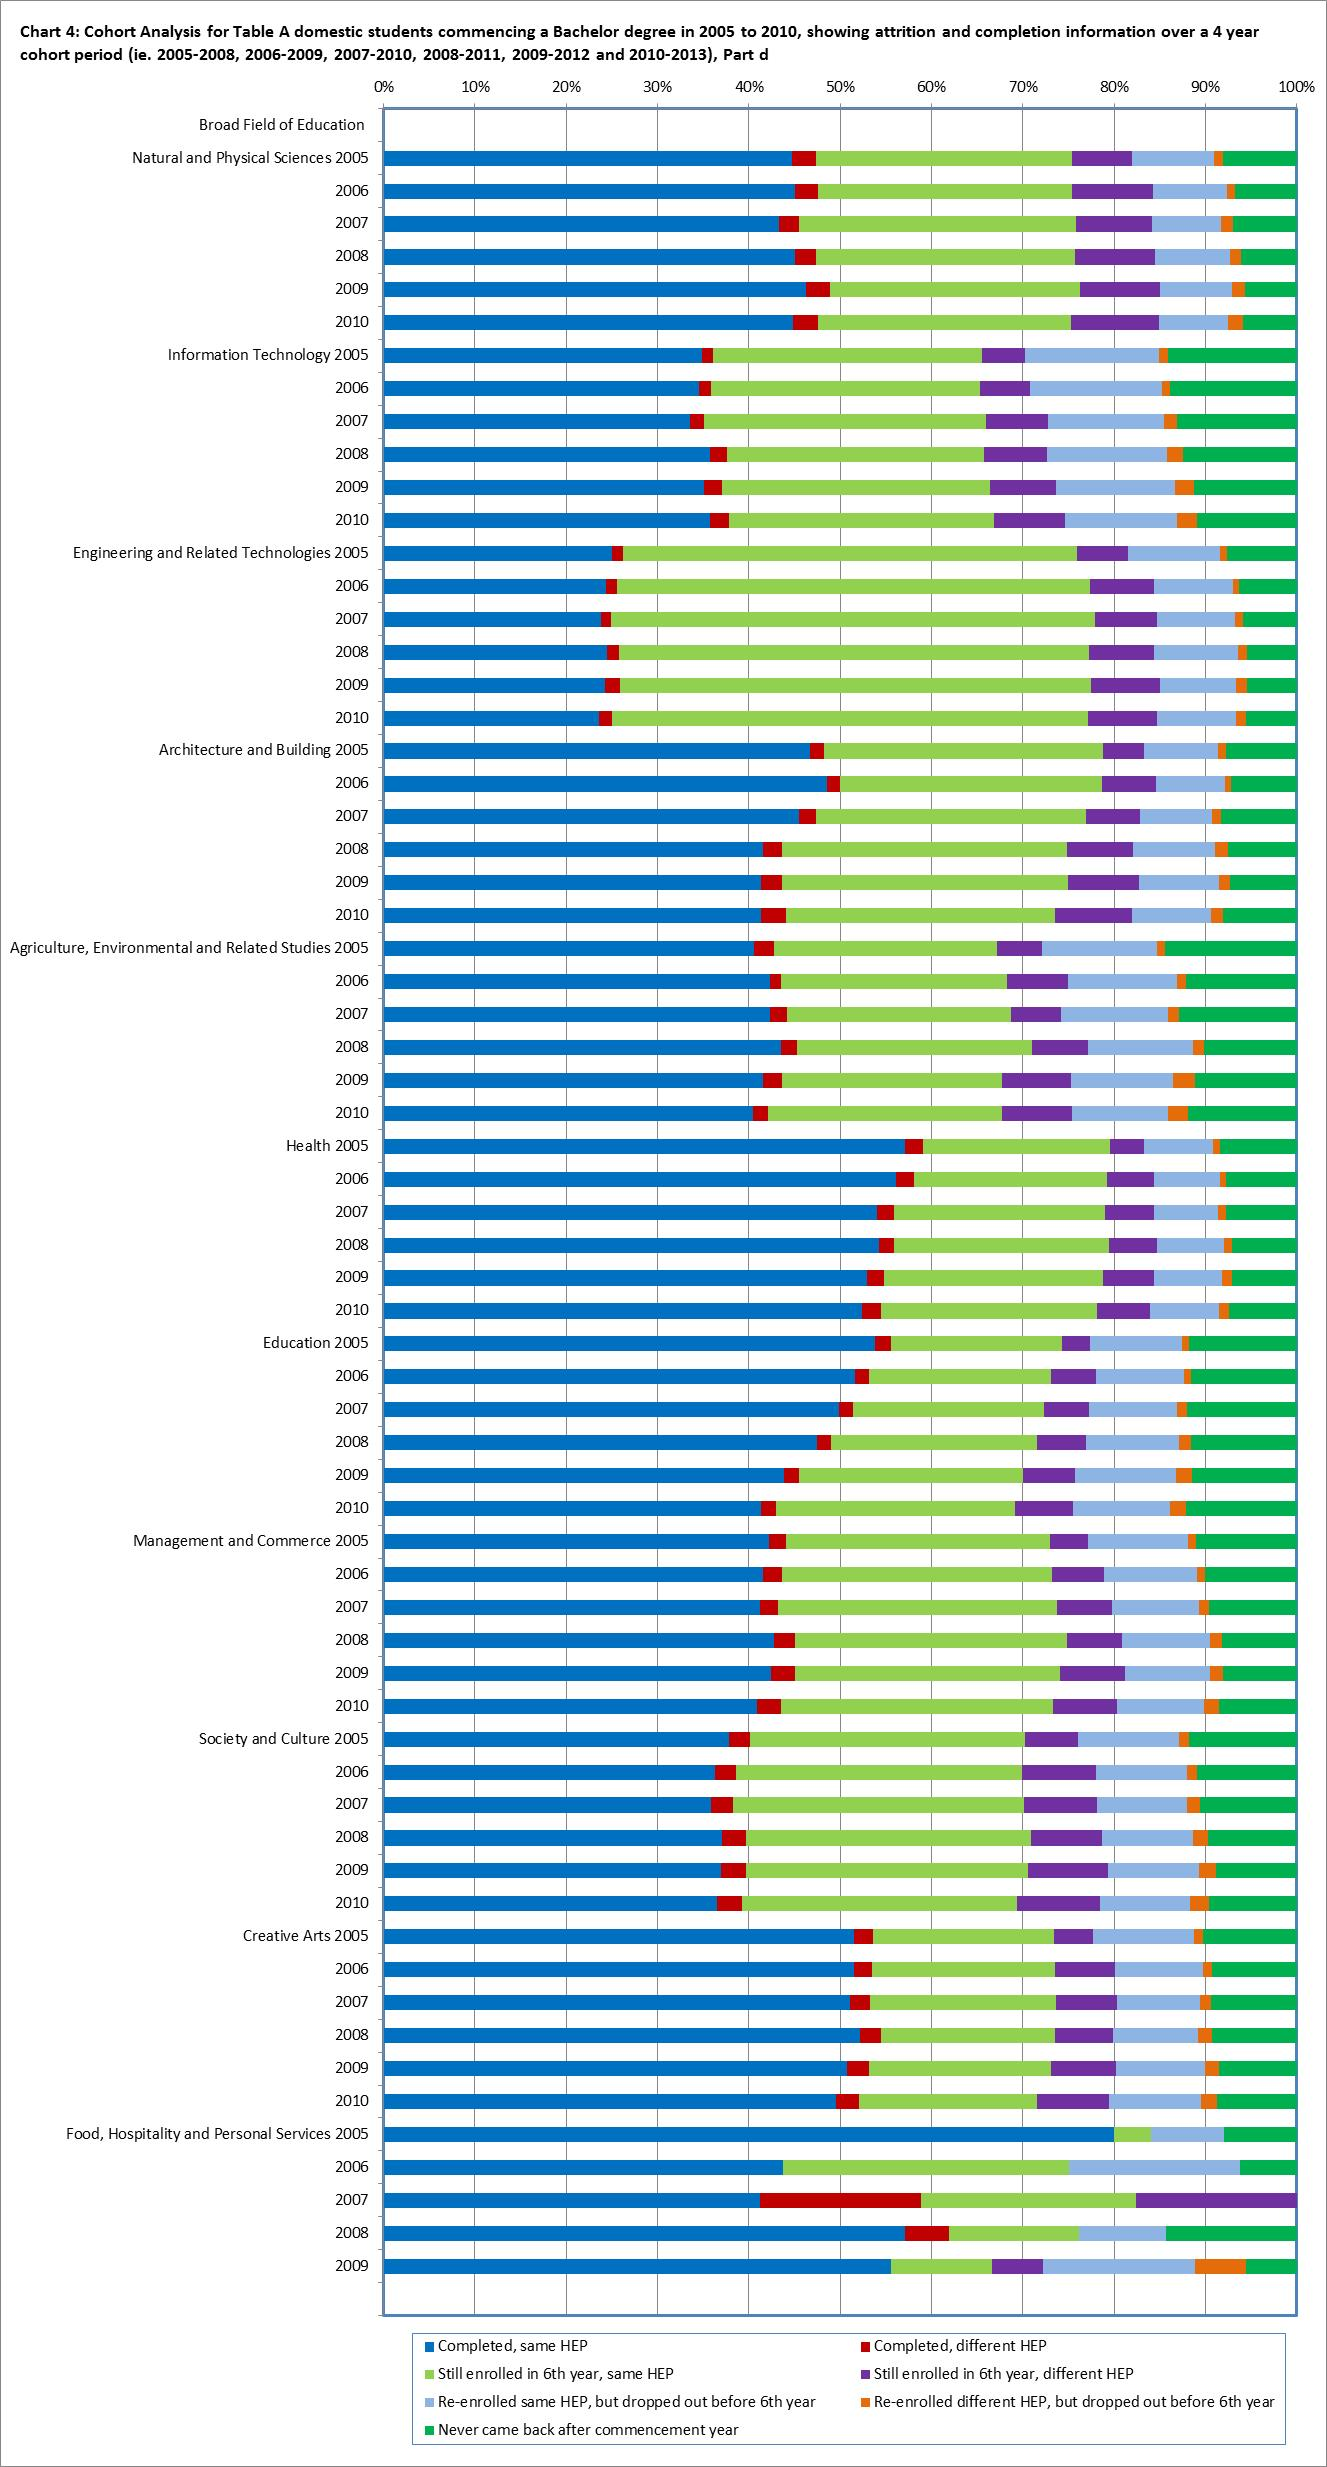 Chart 4: Cohort Analysis for Table A domestic students commencing a Bachelor degree in 2005 to 2010, showing attrition and completion information over a 4 year
cohort period (ie. 2005-2008, 2006-2009, 2007-2010, 2008-2011, 2009-2012 and 2010-2013), Part d
0% 10% 20% 30% 40% 50% 60% 70% 80% 90% 100%
Broad Field of Education
Natural and Physical Sciences 2005
2006
2007
2008
2009
2010
Information Technology 2005
2006
2007
2008
2009
2010
Engineering and Related Technologies 2005
2006
2007
2008
2009
2010
Architecture and Building 2005
2006
2007
2008
2009
2010
Agriculture, Environmental and Related Studies 2005
2006
2007
2008
2009
2010
Health 2005
2006
2007
2008
2009
2010
Education 2005
2006
2007
2008
2009
2010
Management and Commerce 2005
2006
2007
2008
2009
2010
Society and Culture 2005
2006
2007
2008
2009
2010
Creative Arts 2005
2006
2007
2008
2009
2010
Food, Hospitality and Personal Services 2005
2006
2007
2008
2009
Completed, same HEP
Completed, different HEP
Still enrolled in 6th year, same HEP
Still enrolled in 6th year, different HEP
Re-enrolled same HEP, but dropped out before 6th year
Re-enrolled different HEP, but dropped out before 6th year
Never came back after commencement year